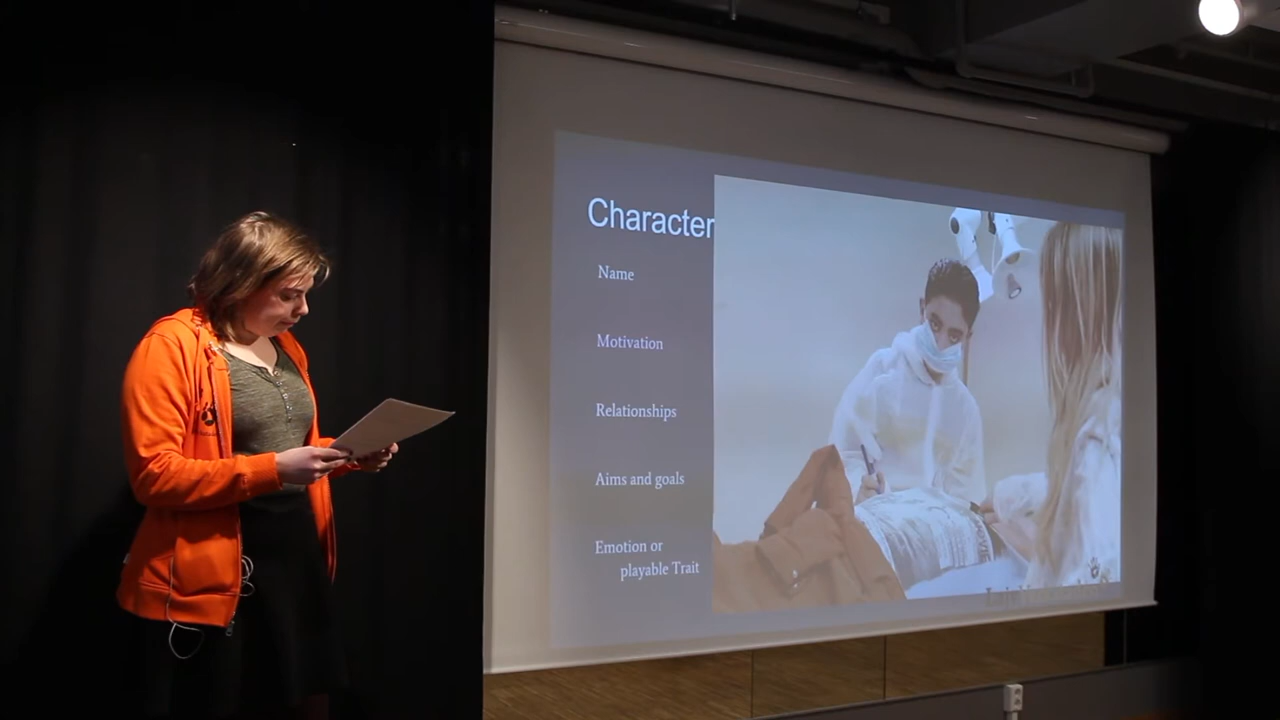 Character
Name
Motivation
Relationships
Aims and goals
Emotion or
playable Trait